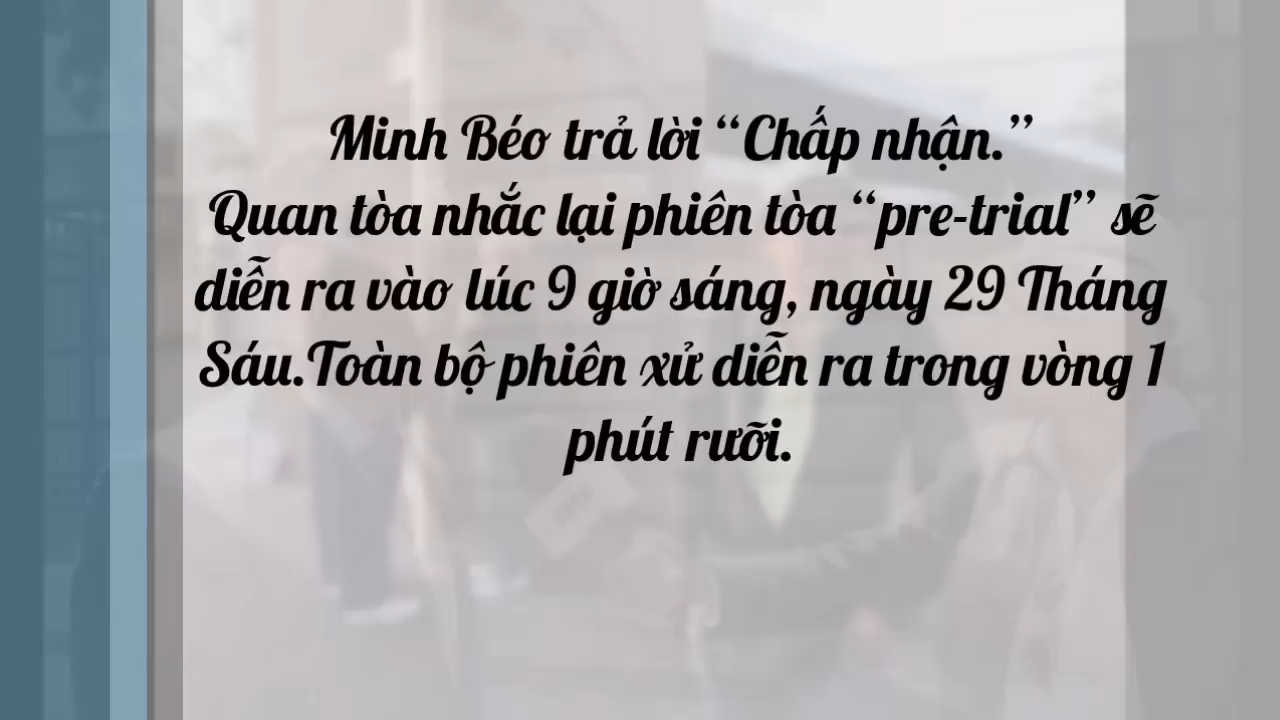 Minh Béo trả lời “Chấp nhận.”
Quan tòa nhắc lại phiên tòa “pre-trial” sẽ
diễn ra vào lúc 9 giờ sáng, ngày 29 Tháng
Sáu.Toàn bộ phiên xử diễn ra trong vòng 1
phút rưỡi.